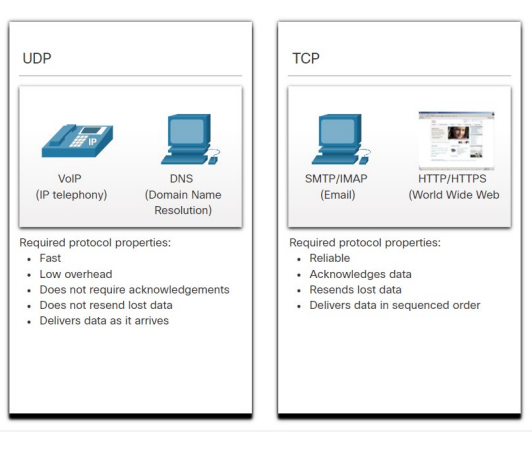 UDP
IP
VoIP
(IP telephony)
DNS
(Domain Name
Resolution)
Required protocol properties:
Fast
Low overhead
Does not require acknowledgements
Does not resend lost data
Delivers data as it arrives
TCP
SMTP/IMAP
(Email)
HTTP/HTTPS
(World Wide Web
Required protocol properties:
Reliable
Acknowledges data
Resends lost data
Delivers data in sequenced order